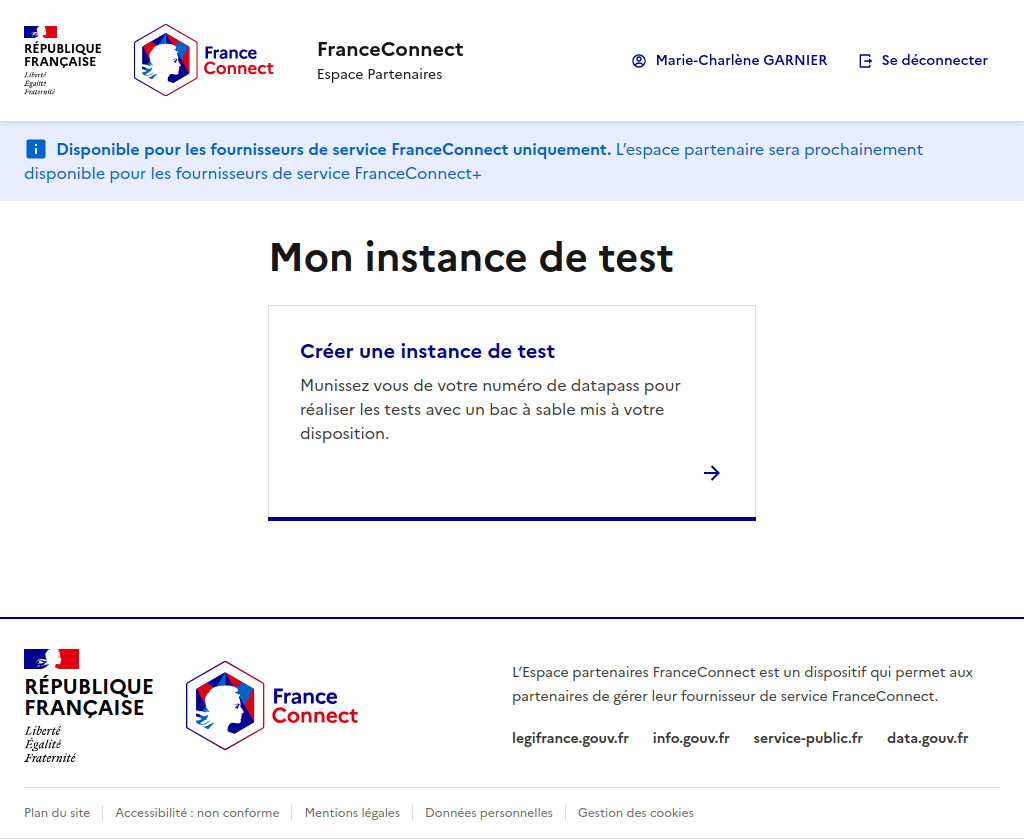 RÉPUBLIQUE
FRANÇAISE
Liberté
Égalité
Fraternité
France
Connect
FranceConnect
Espace Partenaires
Marie-Charlène GARNIER
Se déconnecter
Disponible pour les fournisseurs de service FranceConnect uniquement. L’espace partenaire sera prochainement
disponible pour les fournisseurs de service FranceConnect+
Mon instance de test
Créer une instance de test
Munissez vous de votre numéro de datapass pour
réaliser les tests avec un bac à sable mis à votre
disposition.
RÉPUBLIQUE
FRANÇAISE
Liberté
Égalité
Fraternité
France
Connect
L’Espace partenaires FranceConnect est un dispositif qui permet aux
partenaires de gérer leur fournisseur de service FranceConnect.
legifrance.gouv.fr info.gouv.fr service-public.fr data.gouv.fr
Plan du site Accessibilité : non conforme Mentions légales Données personnelles Gestion des cookies